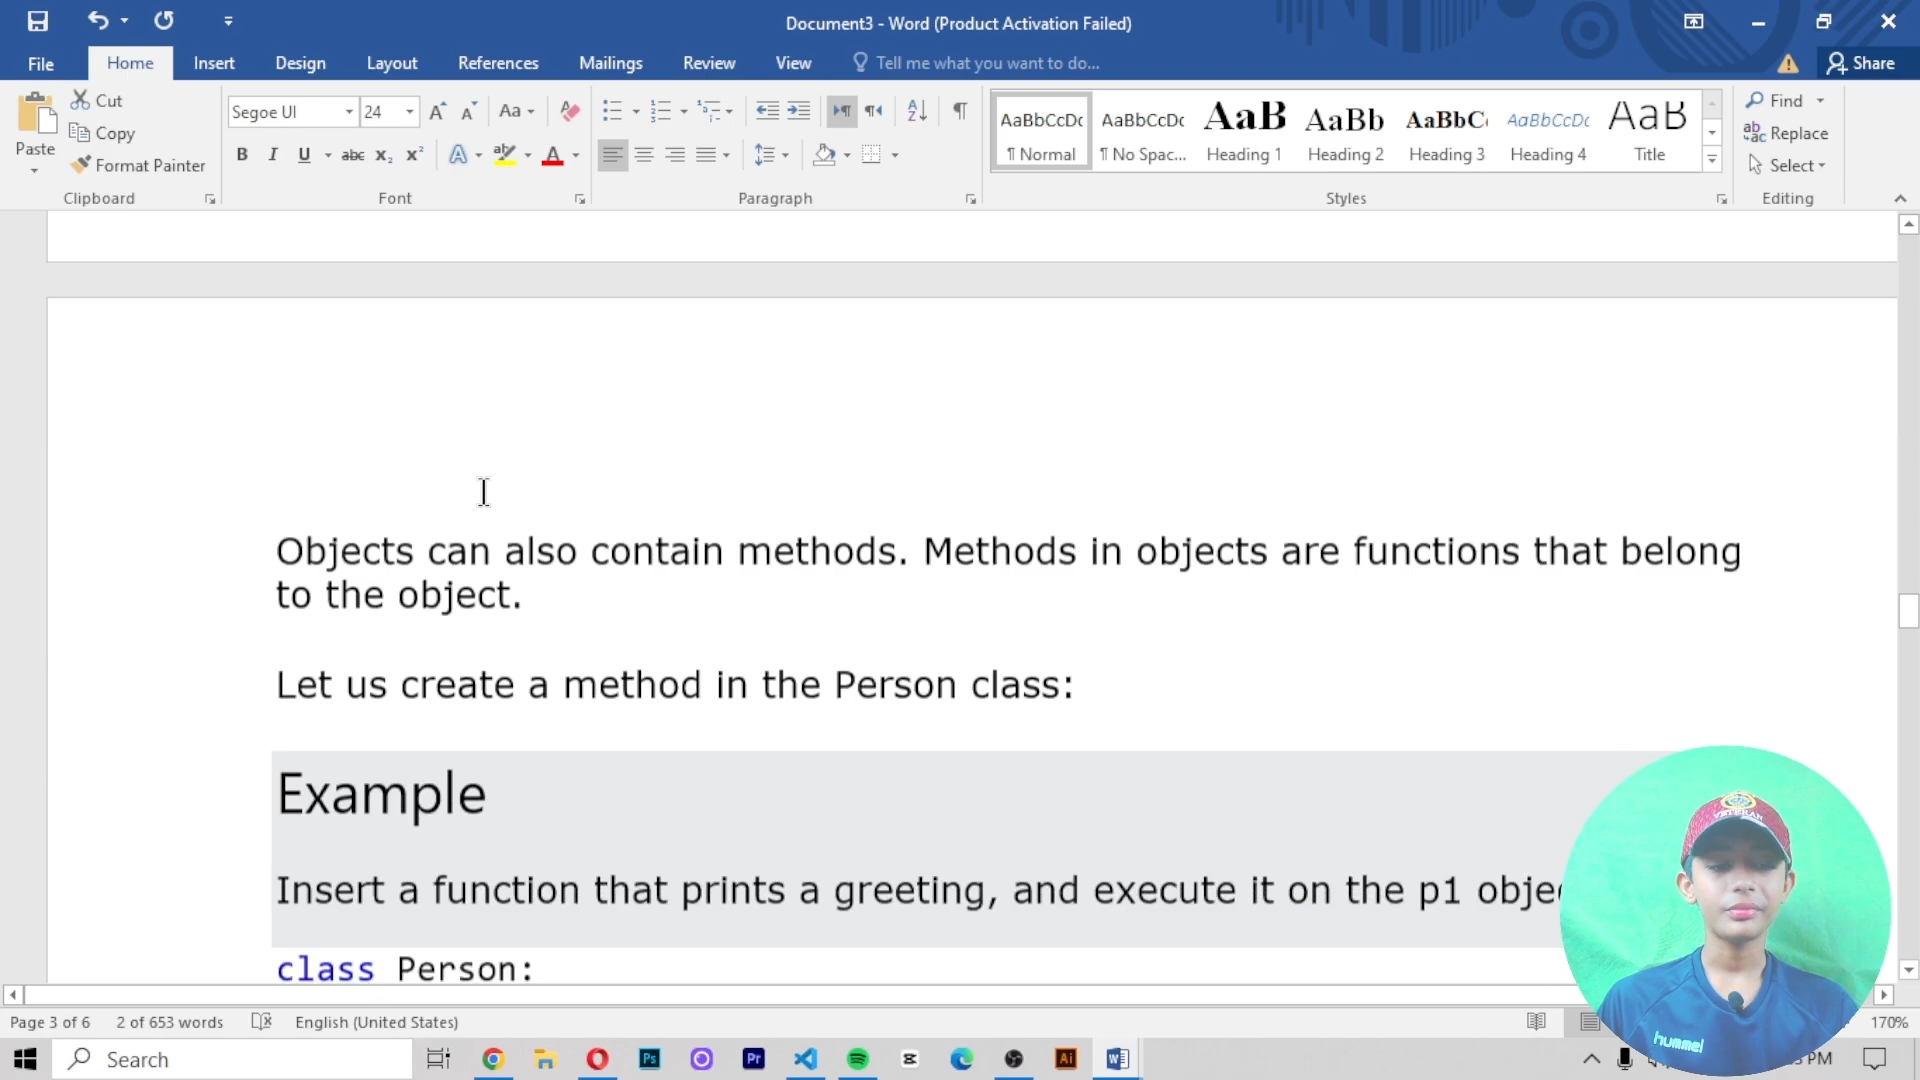 Document3 - Word (Product Activation Failed)
File Home Insert Design Layout References Mailings Review View Tell me what you want to do... Share
Paste
Cut
Copy
Format Painter
Clipboard
Segoe UI 24
Font
Paragraph
AaBbCcDc AaBbCcDc AaB AaBb AaBbC AaBbCcDc AaB
¶ Normal ¶ No Spac... Heading 1 Heading 2 Heading 3 Heading 4 Title
Styles
Find
Replace
Select
Editing
Objects can also contain methods. Methods in objects are functions that belong
to the object.
Let us create a method in the Person class:
Example
Insert a function that prints a greeting, and execute it on the p1
class Person:
VETERAN
hummel
Page 3 of 6 2 of 653 words English (United States) 170%
Search
PM